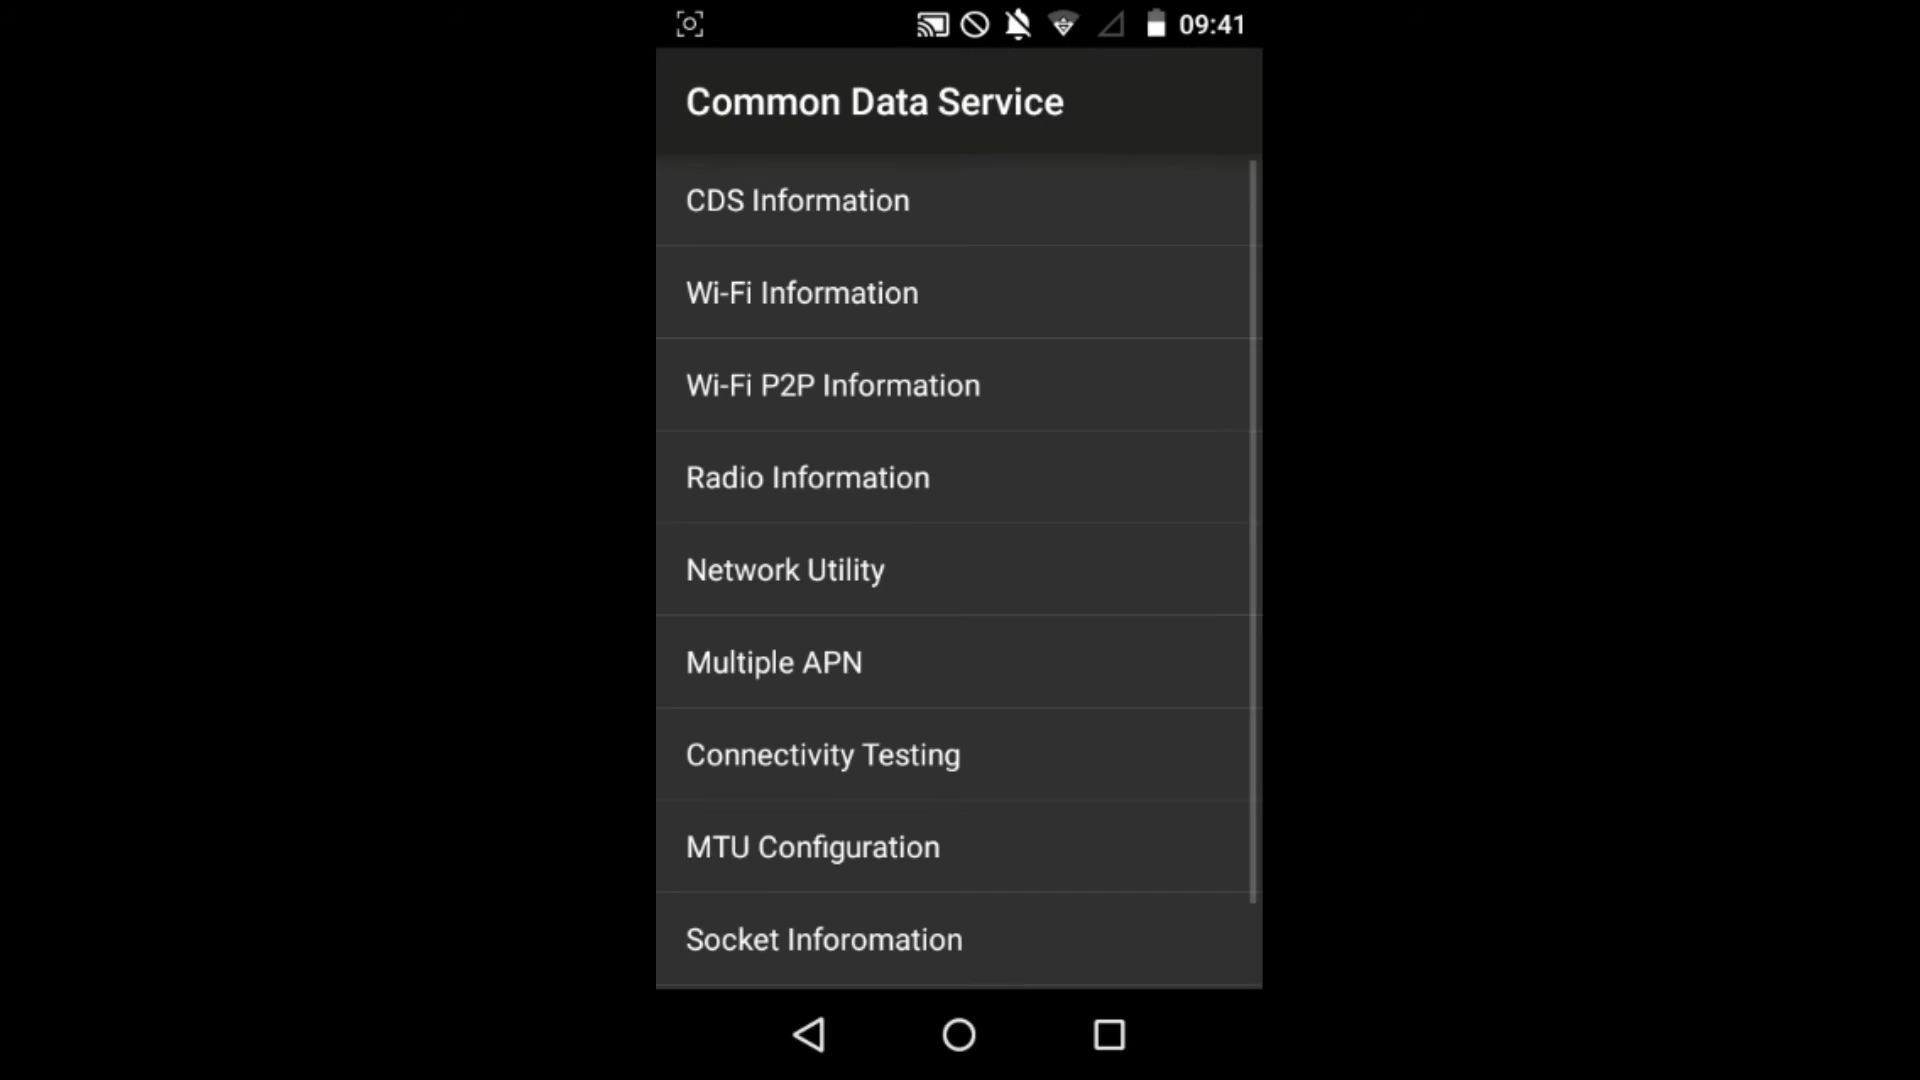 09:41
Common Data Service
CDS Information
Wi-Fi Information
Wi-Fi P2P Information
Radio Information
Network Utility
Multiple APN
Connectivity Testing
MTU Configuration
Socket Inforomation